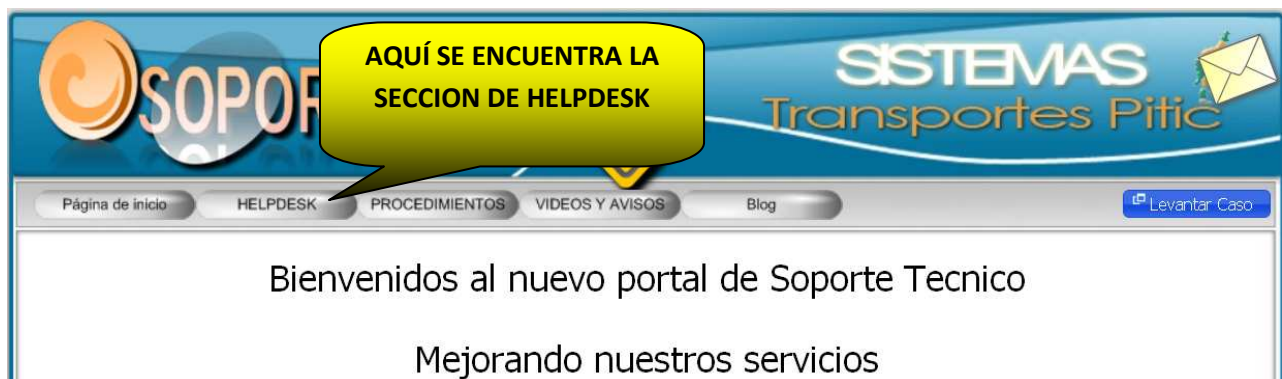 SOPOR
AQUÍ SE ENCUENTRA LA
SECCION DE HELPDESK
SISTEMAS
Transportes Pitic
Página de inicio
HELPDESK
PROCEDIMIENTOS
VIDEOS Y AVISOS
Blog
Levantar Caso
Bienvenidos al nuevo portal de Soporte Tecnico
Mejorando nuestros servicios